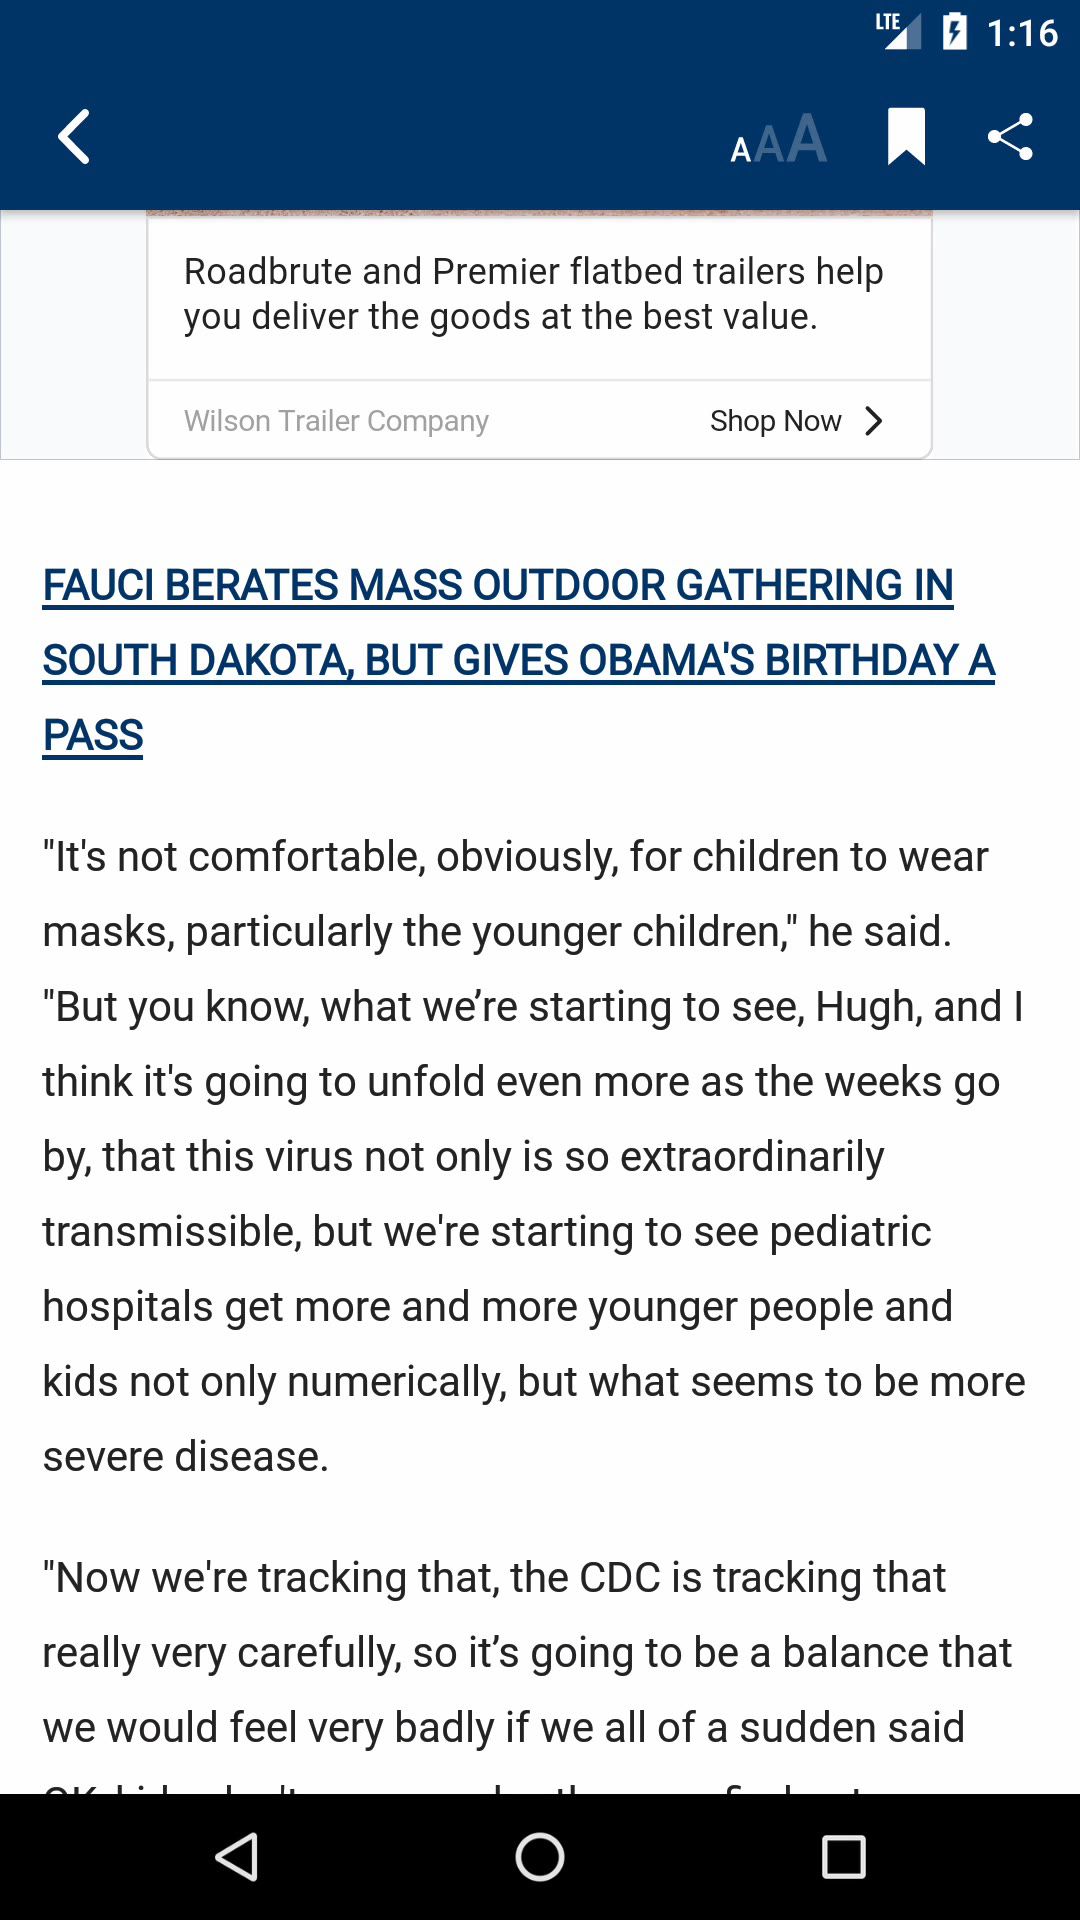 LTE 1:16
AAA
Roadbrute and Premier flatbed trailers help
you deliver the goods at the best value.
Wilson Trailer Company Shop Now
FAUCI BERATES MASS OUTDOOR GATHERING IN
SOUTH DAKOTA, BUT GIVES OBAMA'S BIRTHDAY A
PASS
"It's not comfortable, obviously, for children to wear
masks, particularly the younger children," he said.
"But you know, what we’re starting to see, Hugh, and I
think it's going to unfold even more as the weeks go
by, that this virus not only is so extraordinarily
transmissible, but we're starting to see pediatric
hospitals get more and more younger people and
kids not only numerically, but what seems to be more
severe disease.
"Now we're tracking that, the CDC is tracking that
really very carefully, so it’s going to be a balance that
we would feel very badly if we all of a sudden said